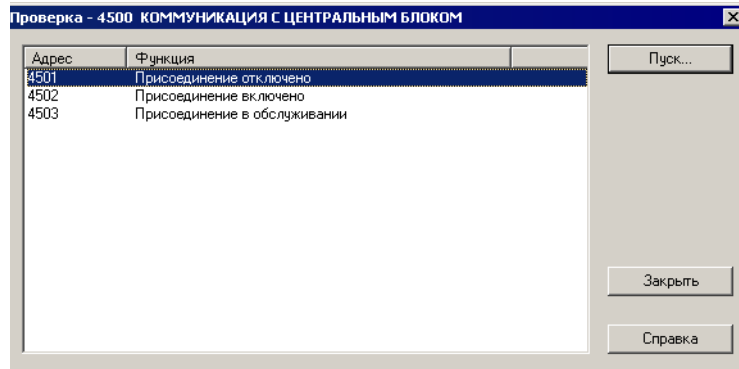 Проверка - 4500 КОММУНИКАЦИЯ С ЦЕНТРАЛЬНЫМ БЛОКОМ
Адрес Функция
Пуск...
4501 Присоединение отключено
4502 Присоединение включено
4503 Присоединение в обслуживании
Закрыть
Справка